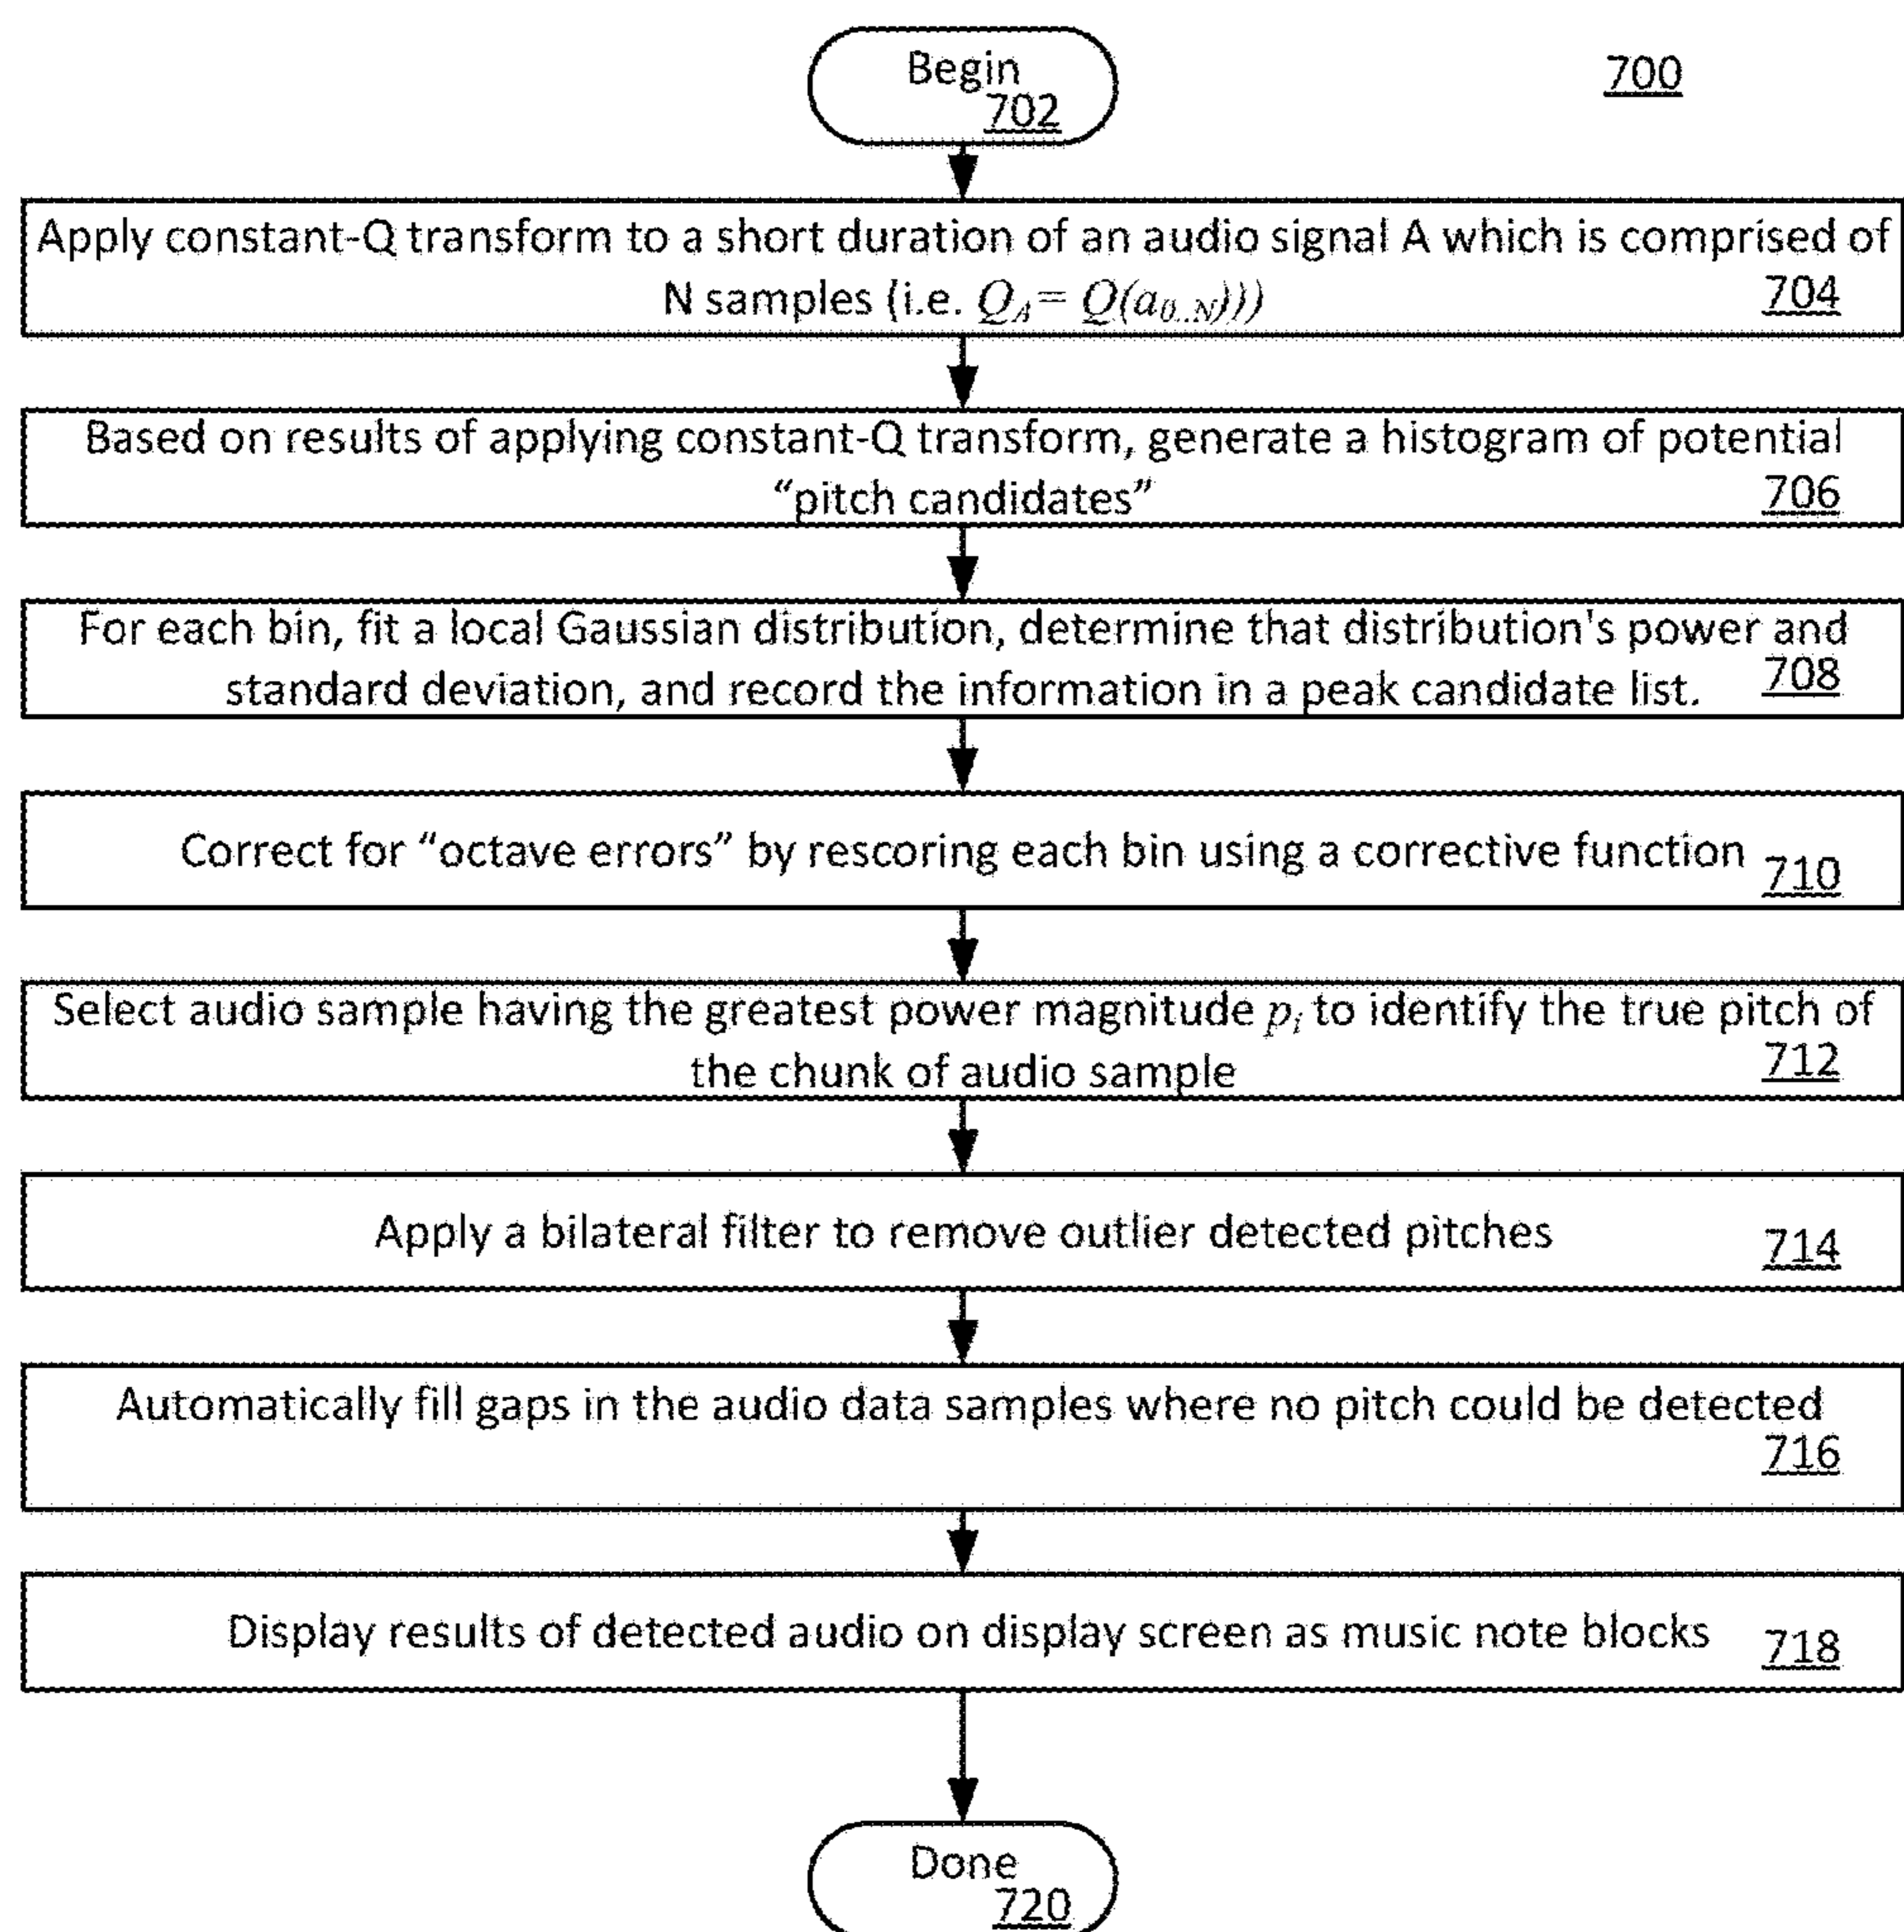 Begin
702
700
Apply constant-Q transform to a short duration of an audio signal A which is comprised of
N samples (i.e. Q_A = Q(a_{0..N})))
704
Based on results of applying constant-Q transform, generate a histogram of potential
“pitch candidates”
706
For each bin, fit a local Gaussian distribution, determine that distribution's power and
standard deviation, and record the information in a peak candidate list.
708
Correct for “octave errors” by rescoring each bin using a corrective function
710
Select audio sample having the greatest power magnitude p_i to identify the true pitch of
the chunk of audio sample
712
Apply a bilateral filter to remove outlier detected pitches
714
Automatically fill gaps in the audio data samples where no pitch could be detected
716
Display results of detected audio on display screen as music note blocks
718
Done
720